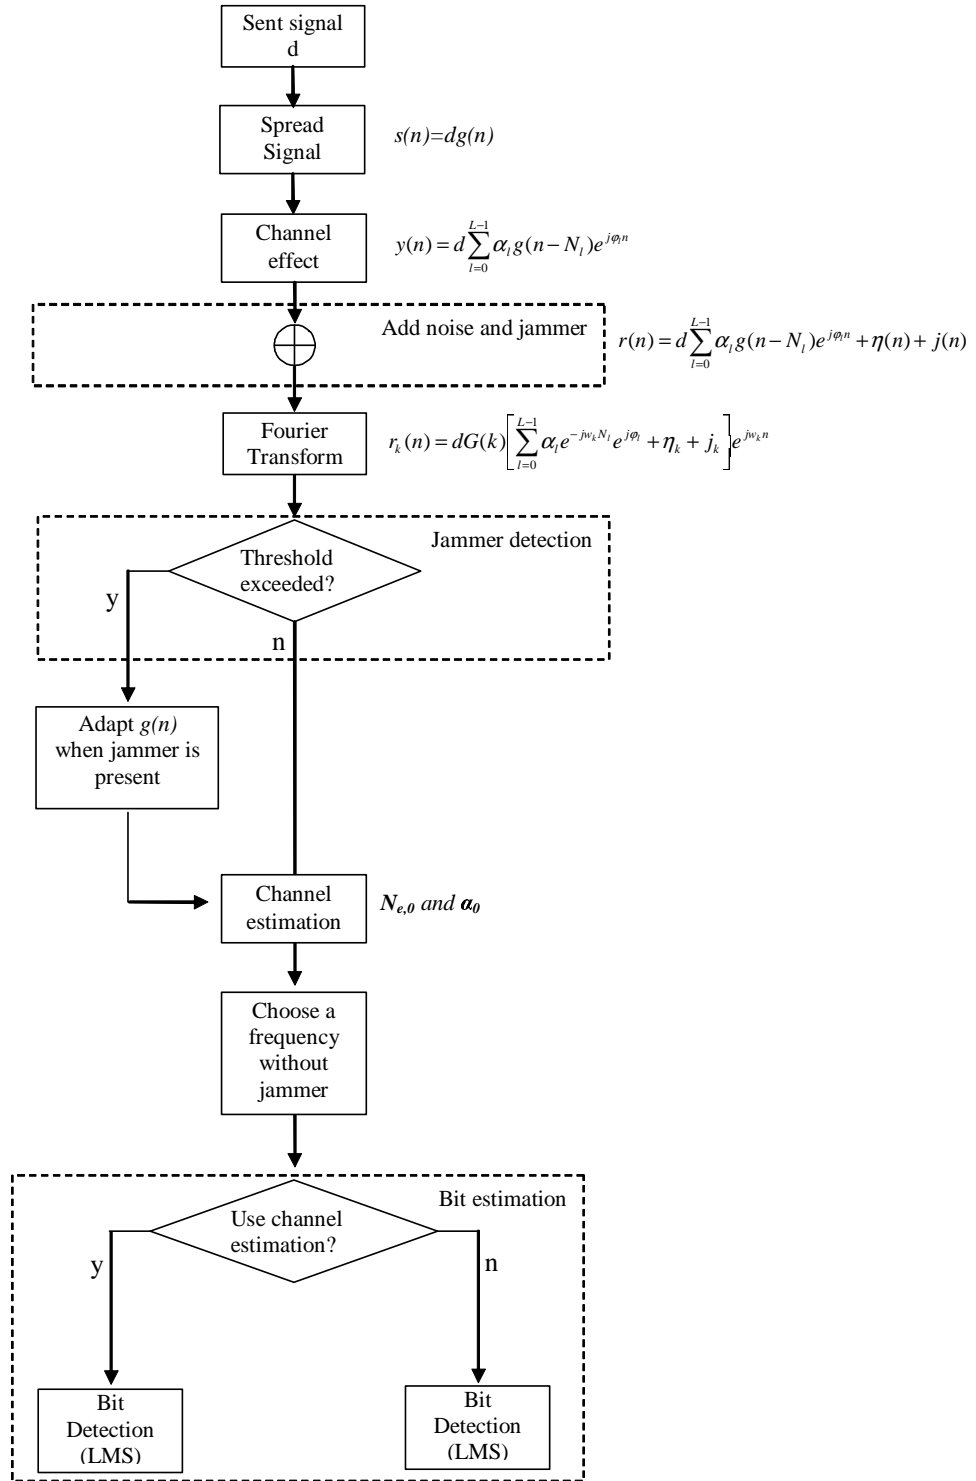 Sent signal
d
Spread
Signal
s(n)=dg(n)
Channel
effect
y(n) = d∑_{l=0}^{L-1} α_l g(n − N_l)e^{jφ_l n}
Add noise and jammer
r(n) = d∑_{l=0}^{L-1} α_l g(n − N_l)e^{jφ_l n} + η(n) + j(n)
Fourier
Transform
r_k(n) = dG(k)[∑_{l=0}^{L-1} α_l e^{-jw_k N_l} e^{jφ_l} + η_k + j_k]e^{jw_k n}
Jammer detection
Threshold
exceeded?
y
n
Adapt g(n)
when jammer is
present
Channel
estimation
N_{e,0} and α_0
Choose a
frequency
without
jammer
Bit estimation
Use channel
estimation?
y
n
Bit
Detection
(LMS)
Bit
Detection
(LMS)